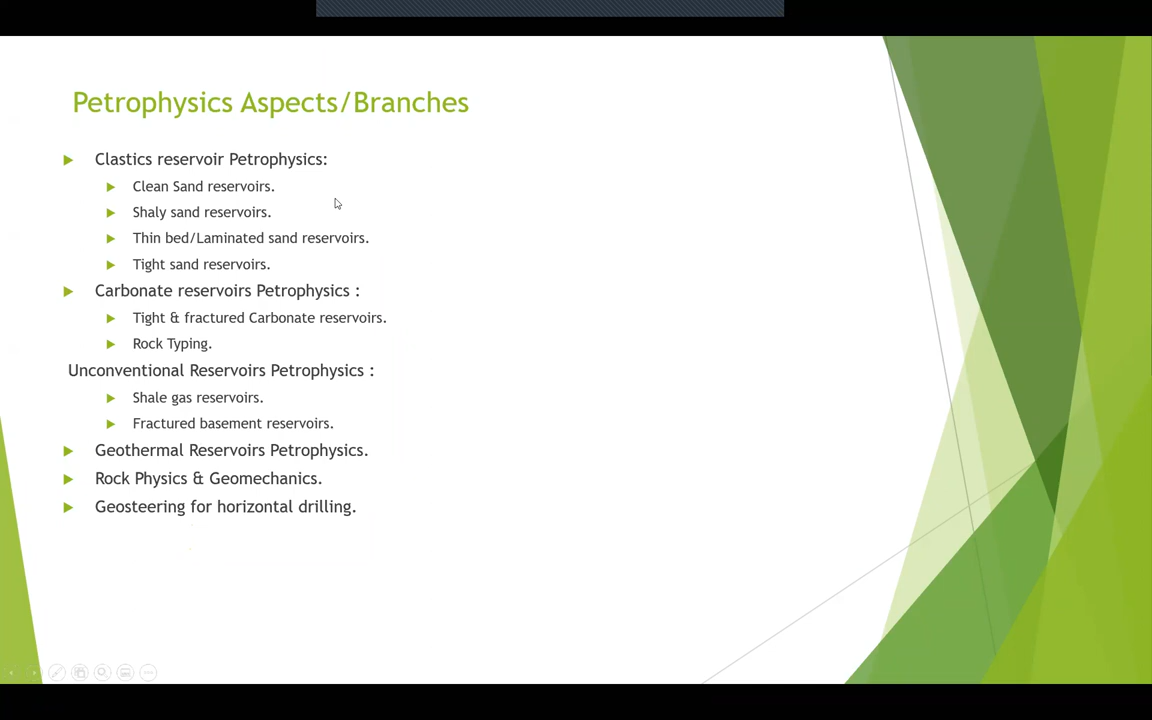 Petrophysics Aspects/Branches
Clastics reservoir Petrophysics:
Clean Sand reservoirs.
Shaly sand reservoirs.
Thin bed/Laminated sand reservoirs.
Tight sand reservoirs.
Carbonate reservoirs Petrophysics :
Tight & fractured Carbonate reservoirs.
Rock Typing.
Unconventional Reservoirs Petrophysics :
Shale gas reservoirs.
Fractured basement reservoirs.
Geothermal Reservoirs Petrophysics.
Rock Physics & Geomechanics.
Geosteering for horizontal drilling.